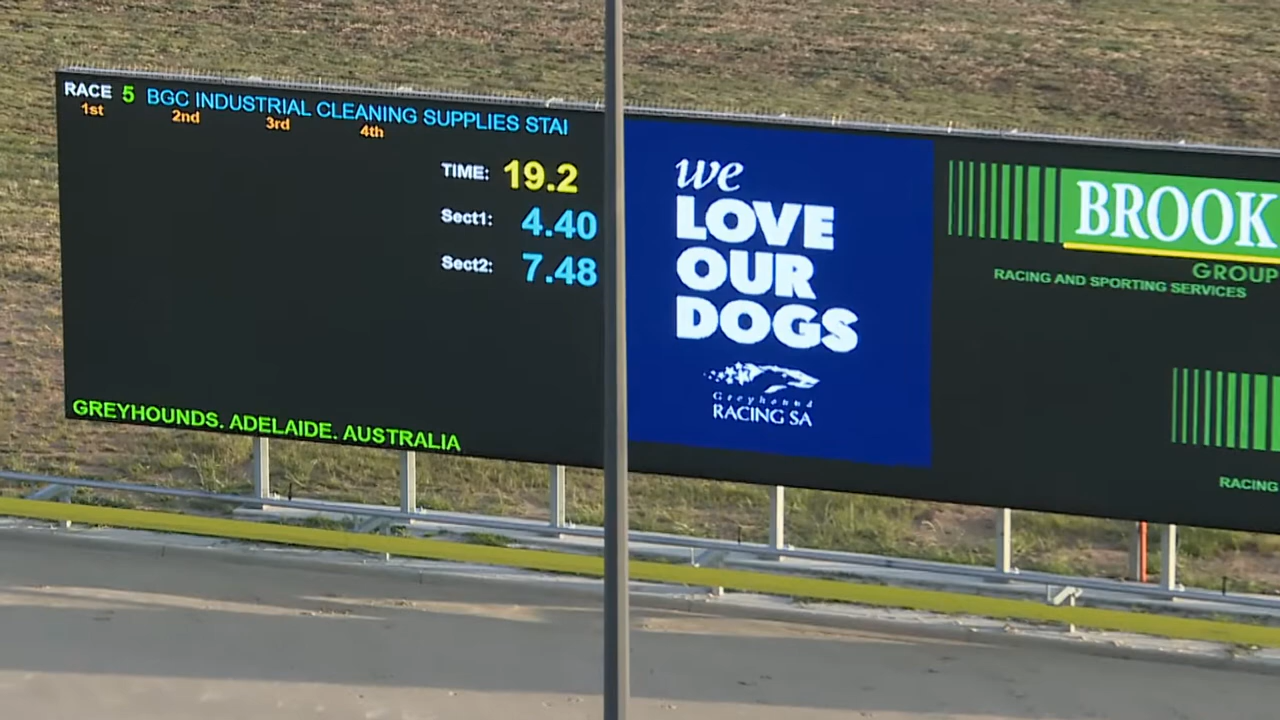 RACE 5 BGC INDUSTRIAL CLEANING SUPPLIES STAI
1st 2nd 3rd 4th
TIME: 19.2
Sect1: 4.40
Sect2: 7.48
GREYHOUNDS. ADELAIDE. AUSTRALIA
we
LOVE
OUR
DOGS
Greyhound
RACING SA
BROOK
GROUP
RACING AND SPORTING SERVICES
RACING